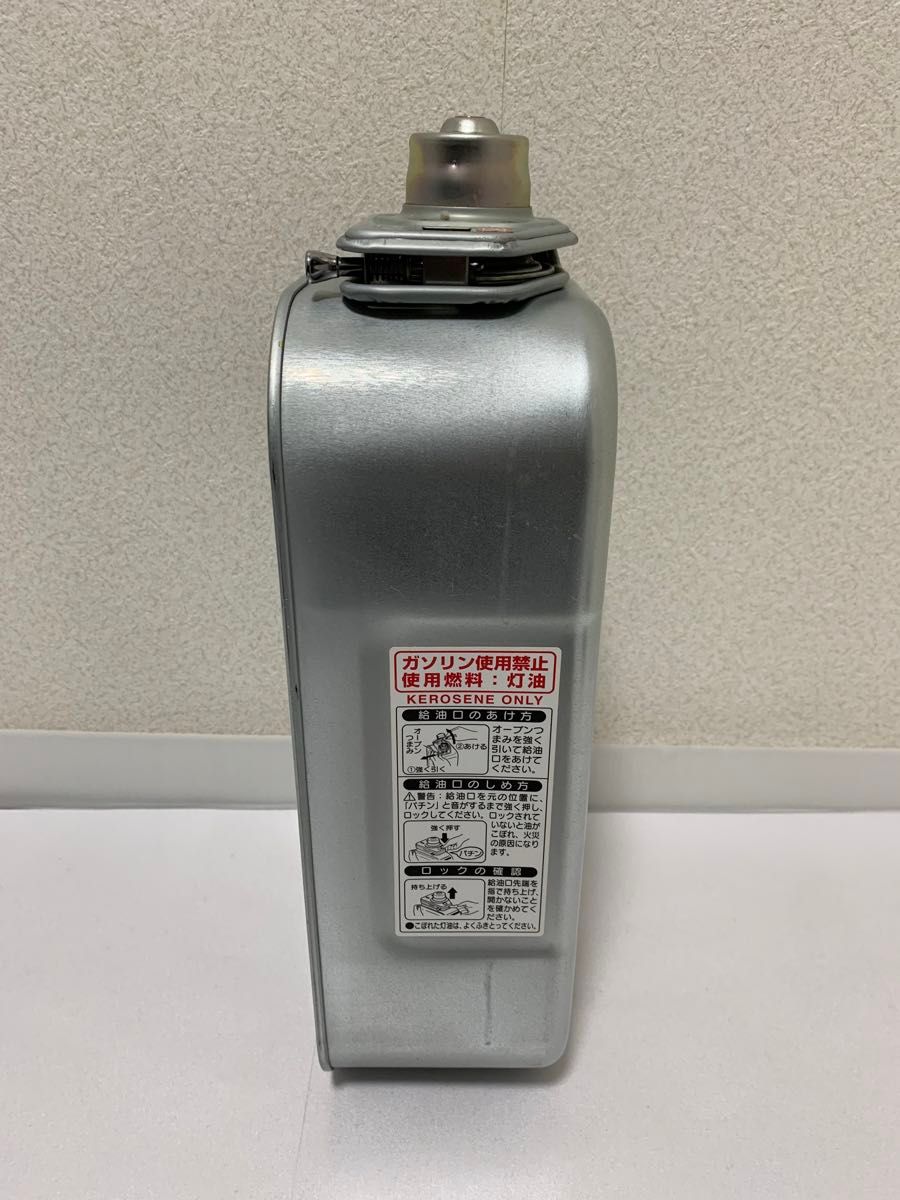 ガソリン使用禁止
使用燃料：灯油
KEROSENE ONLY
給油口のあけ方
オープンつまみ
②あける
①強く引く
オープンつ
まみを強く
引いて給油
口をあけて
ください。
給油口のしめ方
⚠警告：給油口を元の位置に、
「パチン」と音がするまで強く押し、
ロックしてください。ロックされて
いないと油が
こぼれ、火災
の原因になり
ます。
強く押す
パチン
ロックの確認
持ち上げる
給油口先端を
指で持ち上げ、
開かないこと
を確かめてく
ださい。
●こぼれた灯油は、よくふきとってください。